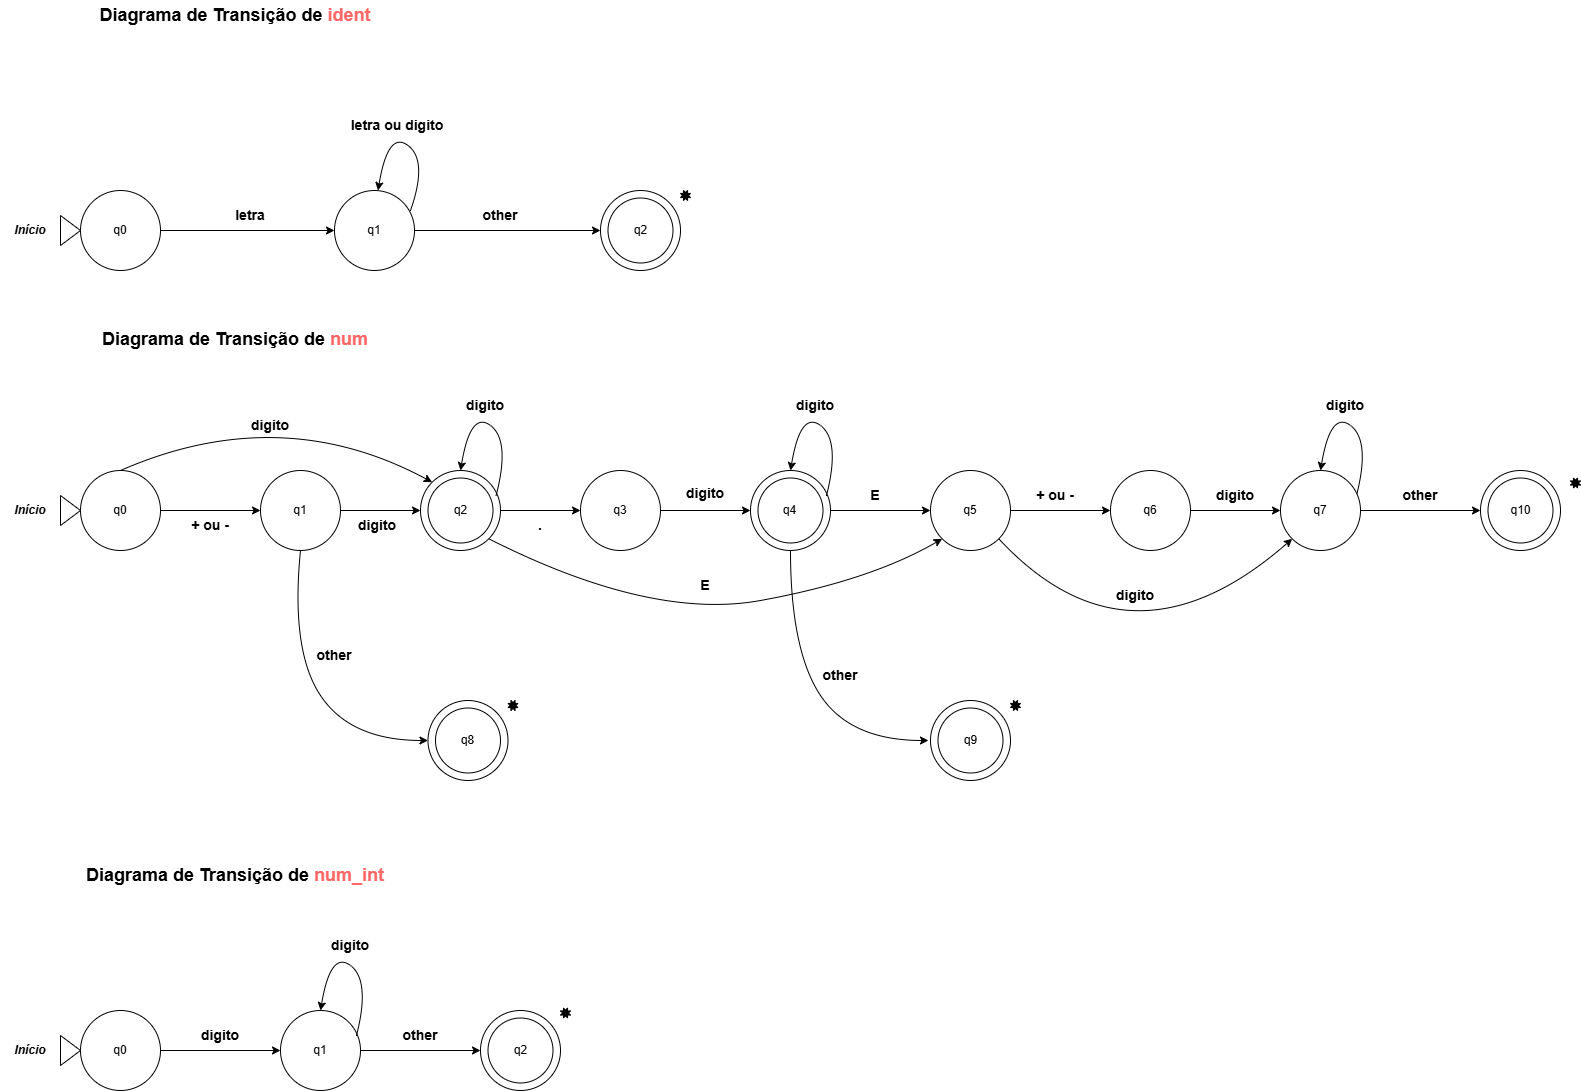 Diagrama de Transição de ident
letra ou digito
letra
other
*
Início
q0
q1
q2
Diagrama de Transição de num
digito
digito
digito
digito
digito
E
+ ou -
digito
other
*
Início
q0
q1
q2
q3
q4
q5
q6
q7
q10
+ ou -
digito
.
E
digito
other
other
*
*
q8
q9
Diagrama de Transição de num_int
digito
*
digito
other
Início
q0
q1
q2